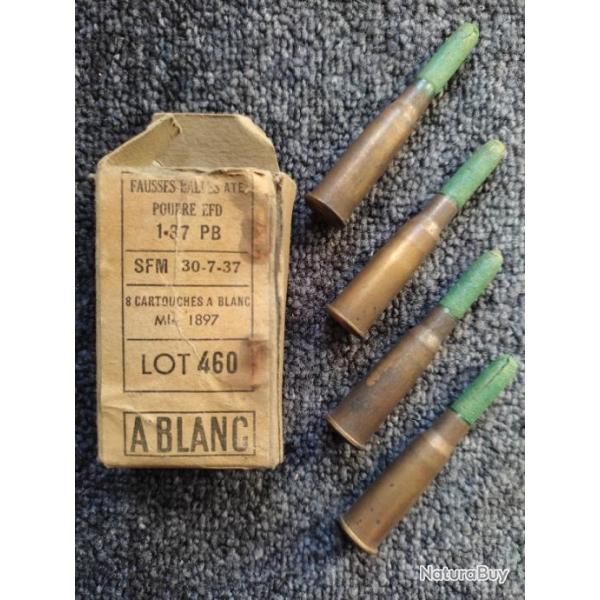 FAUSSES BALLES ATE
POUDRE EFD
1•37 PB
SFM 30-7-37
8 CARTOUCHES A BLANC
Mle 1897
LOT 460
A BLANC
NaturaBuy